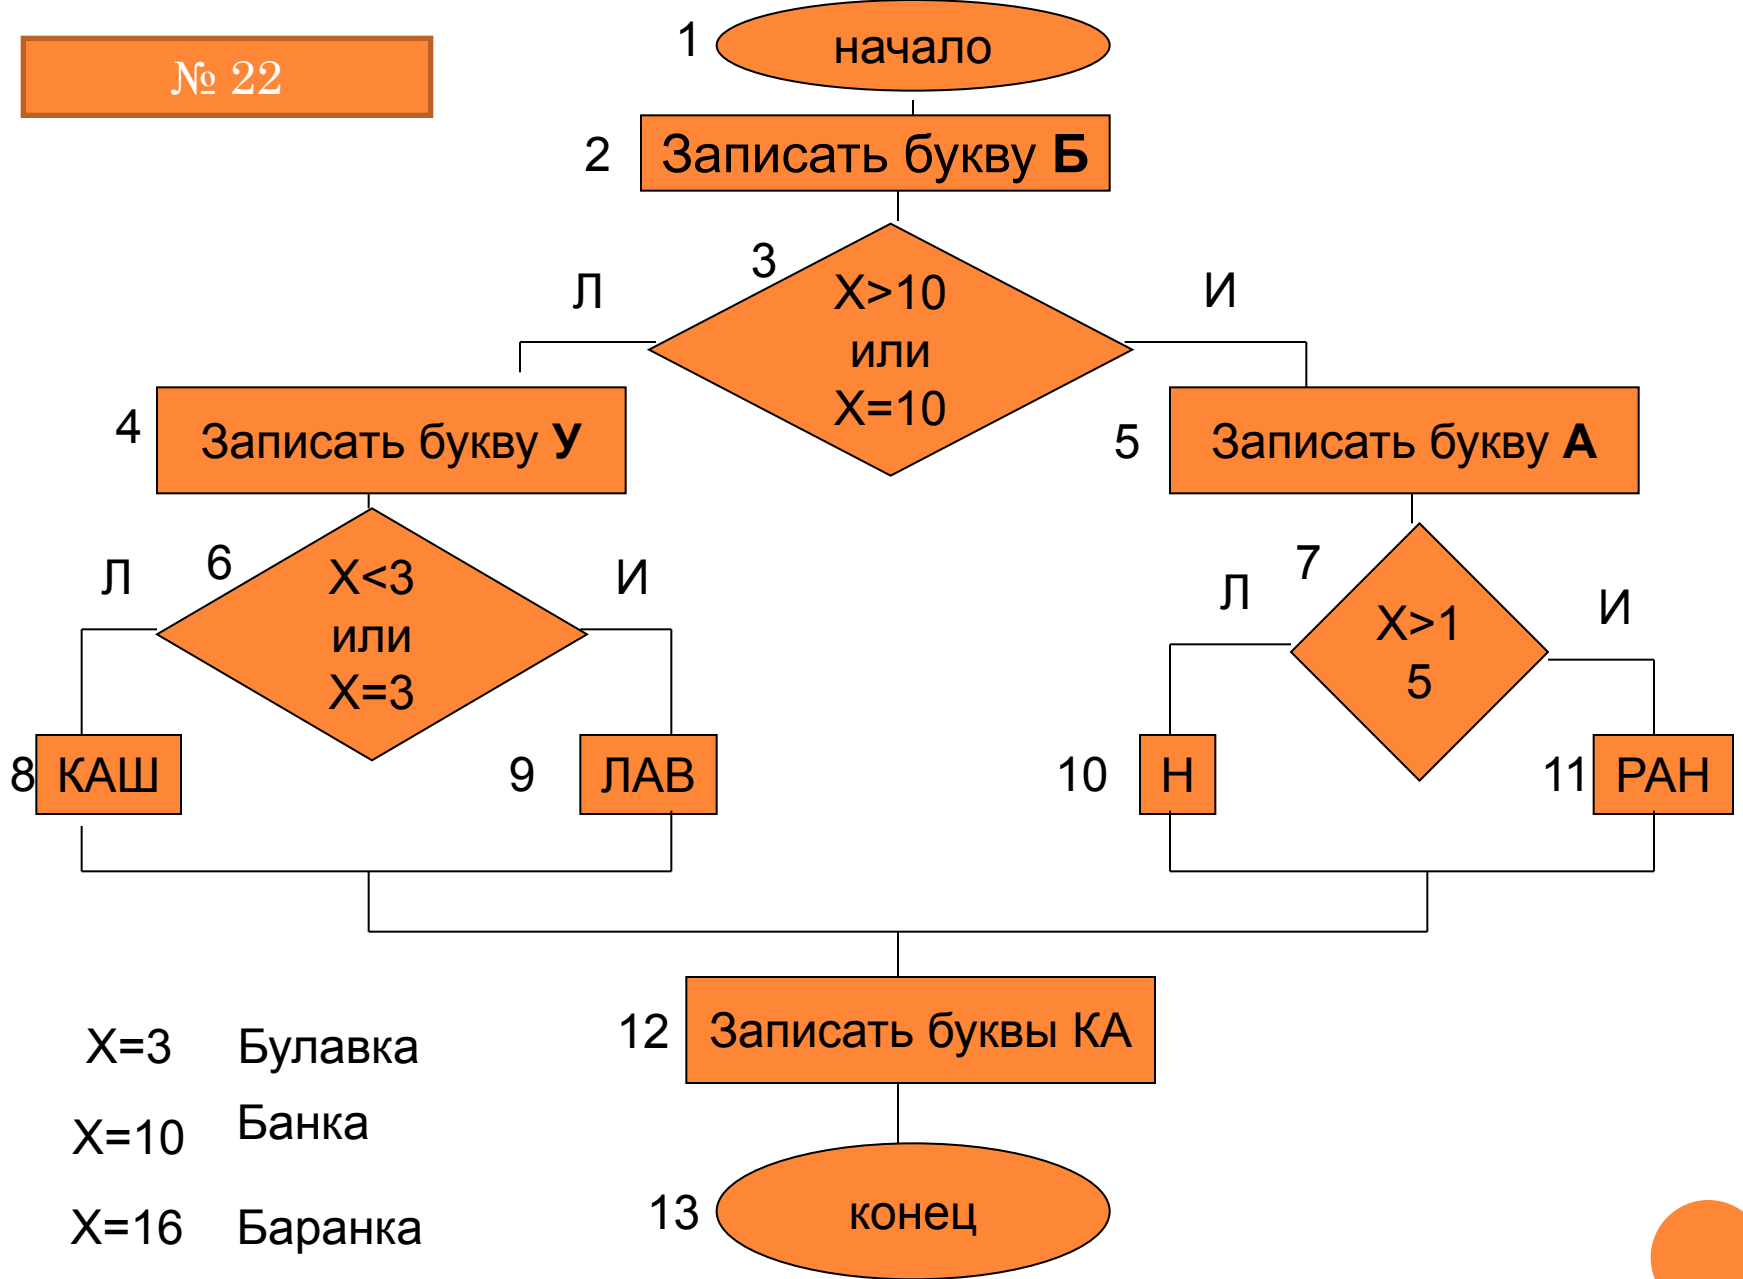 № 22
1 начало
2 Записать букву Б
3
Л
И
Х>10
или
Х=10
4 Записать букву У
5 Записать букву А
6
Л
И
Х<3
или
Х=3
7
Л
И
Х>1
5
8 КАШ
9 ЛАВ
10 Н
11 РАН
12 Записать буквы КА
13 конец
Х=3 Булавка
Х=10 Банка
Х=16 Баранка